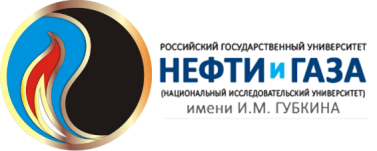 РОССИЙСКИЙ ГОСУДАРСТВЕННЫЙ УНИВЕРСИТЕТ
НЕФТИ и ГАЗА
(НАЦИОНАЛЬНЫЙ ИССЛЕДОВАТЕЛЬСКИЙ УНИВЕРСИТЕТ)
имени И.М. ГУБКИНА